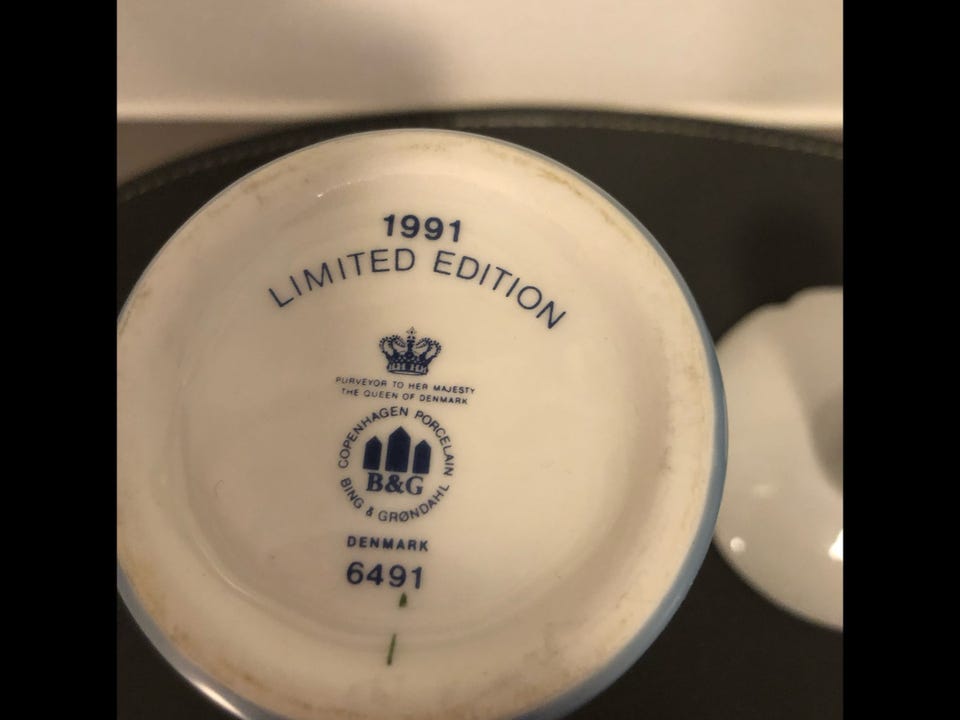 1991
LIMITED EDITION
PURVEYOR TO HER MAJESTY
THE QUEEN OF DENMARK
COPENHAGEN PORCELAIN
B&G
BING & GRØNDAHL
DENMARK
6491